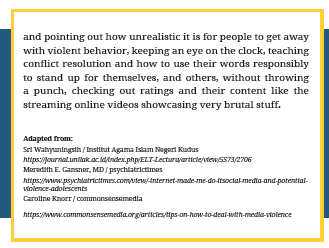 and pointing out how unrealistic it is for people to get away
with violent behavior, keeping an eye on the clock, teaching
conflict resolution and how to use their words responsibly
to stand up for themselves, and others, without throwing
a punch, checking out ratings and their content like the
streaming online videos showcasing very brutal stuff.
Adapted from:
Sri Wahyuningsih / Institut Agama Islam Negeri Kudus
https://journal.unilak.ac.id/index.php/ELT-Lectura/article/view/5573/2706
Meredith E. Gansner, MD / psychiatrictimes
https://www.psychiatrictimes.com/view/-internet-made-me-do-itsocial-media-and-potential-
violence-adolescents
Caroline Knorr / commonsensemedia
https://www.commonsensemedia.org/articles/tips-on-how-to-deal-with-media-violence